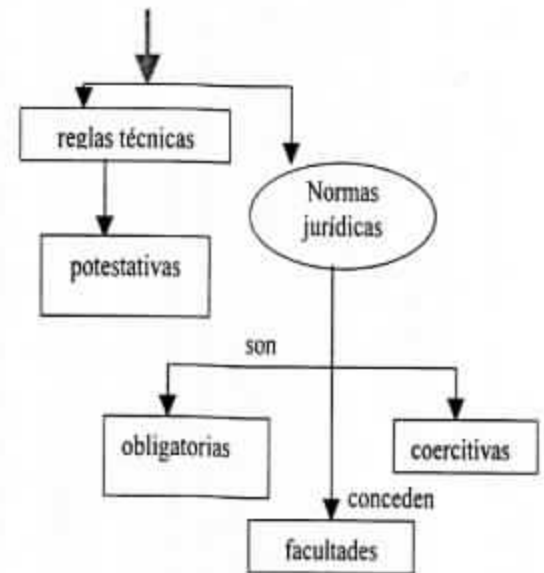 reglas técnicas
Normas
jurídicas
potestativas
son
obligatorias
coercitivas
conceden
facultades